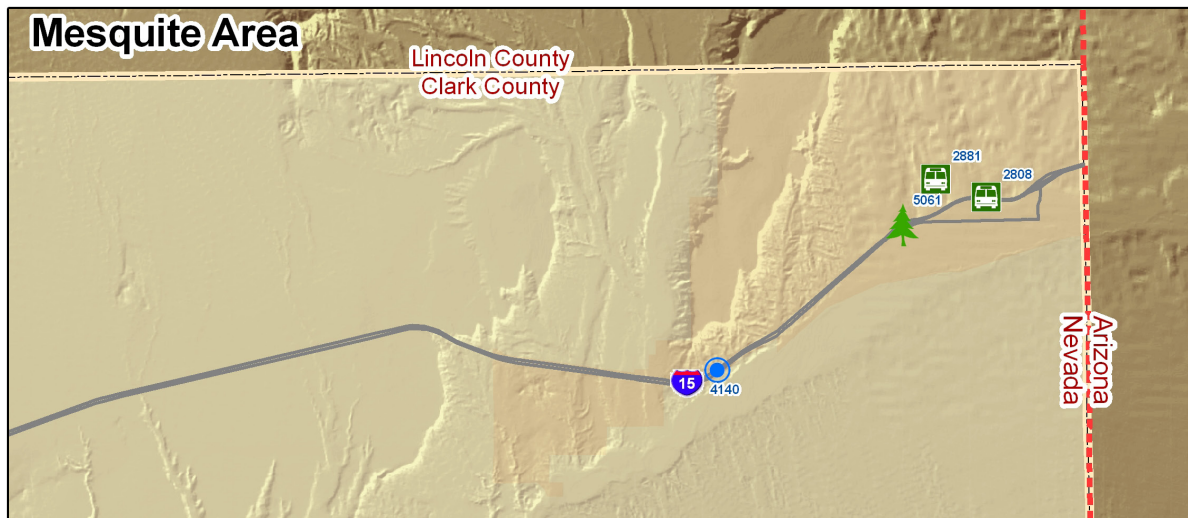 Mesquite Area
Lincoln County
Clark County
2881
2808
5061
15
4140
Arizona
Nevada